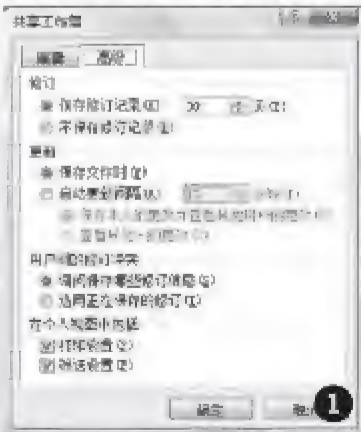 共享工作簿
编辑 高级
修订
保存修订记录(K) 30 天(D)
不保存修订记录(D)
更新
保存文件时(W)
自动更新间隔(U)
用户间的修订冲突
询问保存哪些修订信息(S)
选用正在保存的修订(T)
在个人视图中包括
打印设置(P)
筛选设置(F)
确定
1